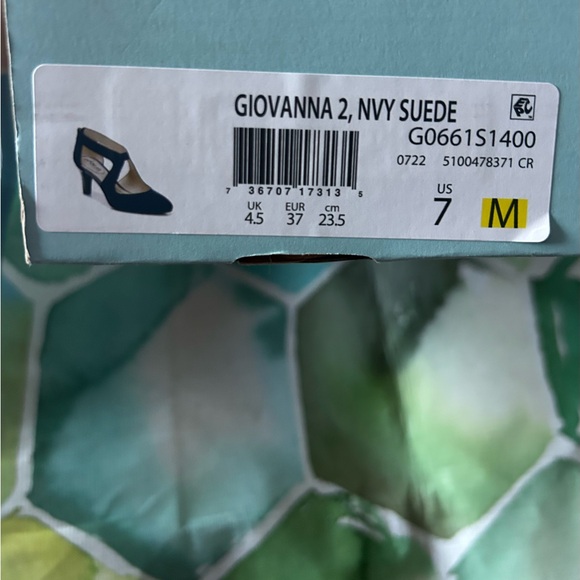 GIOVANNA 2, NVY SUEDE
G0661S1400
0722 5100478371 CR
7 36707 17313 5
UK EUR cm US
4.5 37 23.5 7 M